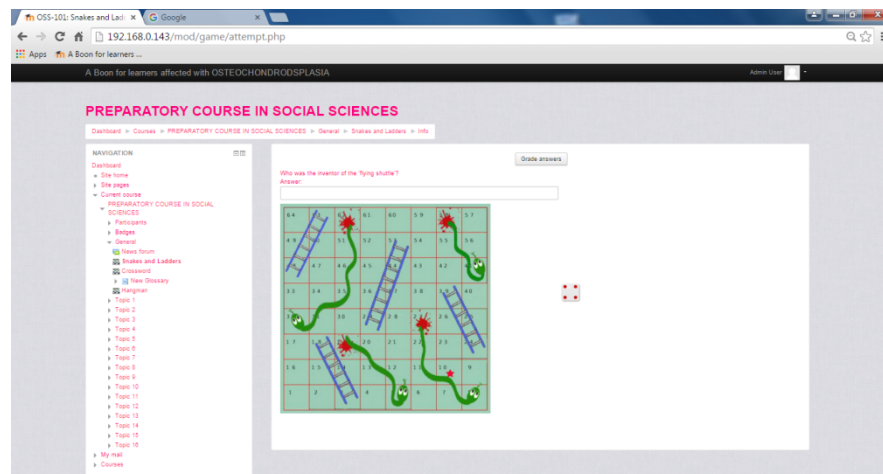 OSS-101: Snakes and Lad
Google
192.168.0.143/mod/game/attempt.php
Apps
A Boon for learners ...
A Boon for learners affected with OSTEOCHONDRODSPLASIA
Admin User
PREPARATORY COURSE IN SOCIAL SCIENCES
Dashboard
Courses
PREPARATORY COURSE IN SOCIAL SCIENCES
General
Snakes and Ladders
Info
NAVIGATION
Dashboard
Site home
Site pages
Current course
PREPARATORY COURSE IN SOCIAL
SCIENCES
Participants
Badges
General
News forum
Snakes and Ladders
Crossword
New Glossary
Hangman
Topic 1
Topic 2
Topic 3
Topic 4
Topic 5
Topic 6
Topic 7
Topic 8
Topic 9
Topic 10
Topic 11
Topic 12
Topic 13
Topic 14
Topic 15
Topic 16
My mail
Courses
Grade answers
Who was the inventor of the 'flying shuttle'?
Answer:
64 61 60 59 57
49 51 52 55 56
47 46 45 43 42
33 34 35 38 40
30 28
17 20 21 23
16 15 12 10 9
1 2 4 6 7